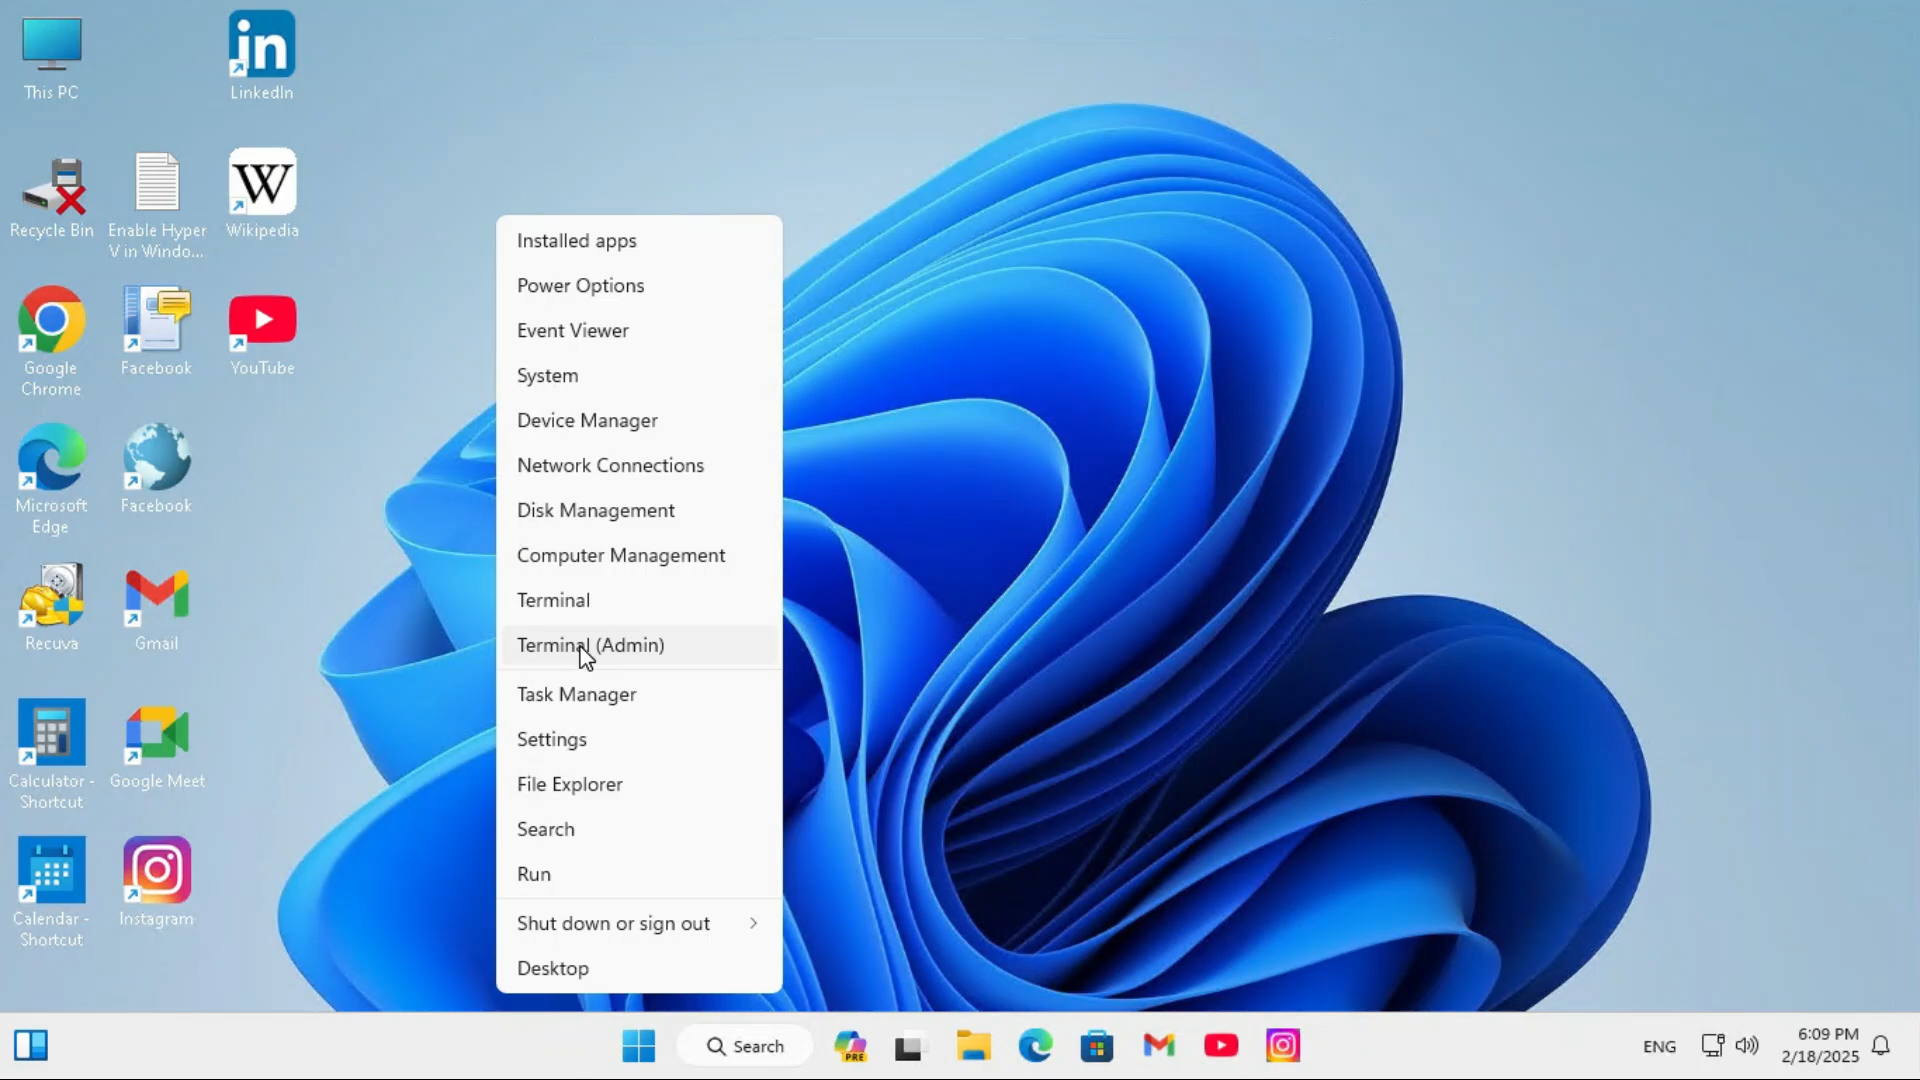 This PC
LinkedIn
Recycle Bin
Enable Hyper
V in Windo...
W
Wikipedia
Google
Chrome
Facebook
YouTube
Microsoft
Edge
Facebook
Recuva
Gmail
Calculator -
Shortcut
Google Meet
Calendar -
Shortcut
Instagram
in
Installed apps
Power Options
Event Viewer
System
Device Manager
Network Connections
Disk Management
Computer Management
Terminal
Terminal (Admin)
Task Manager
Settings
File Explorer
Search
Run
Shut down or sign out
Desktop
Search
PRE
ENG
6:09 PM
2/18/2025